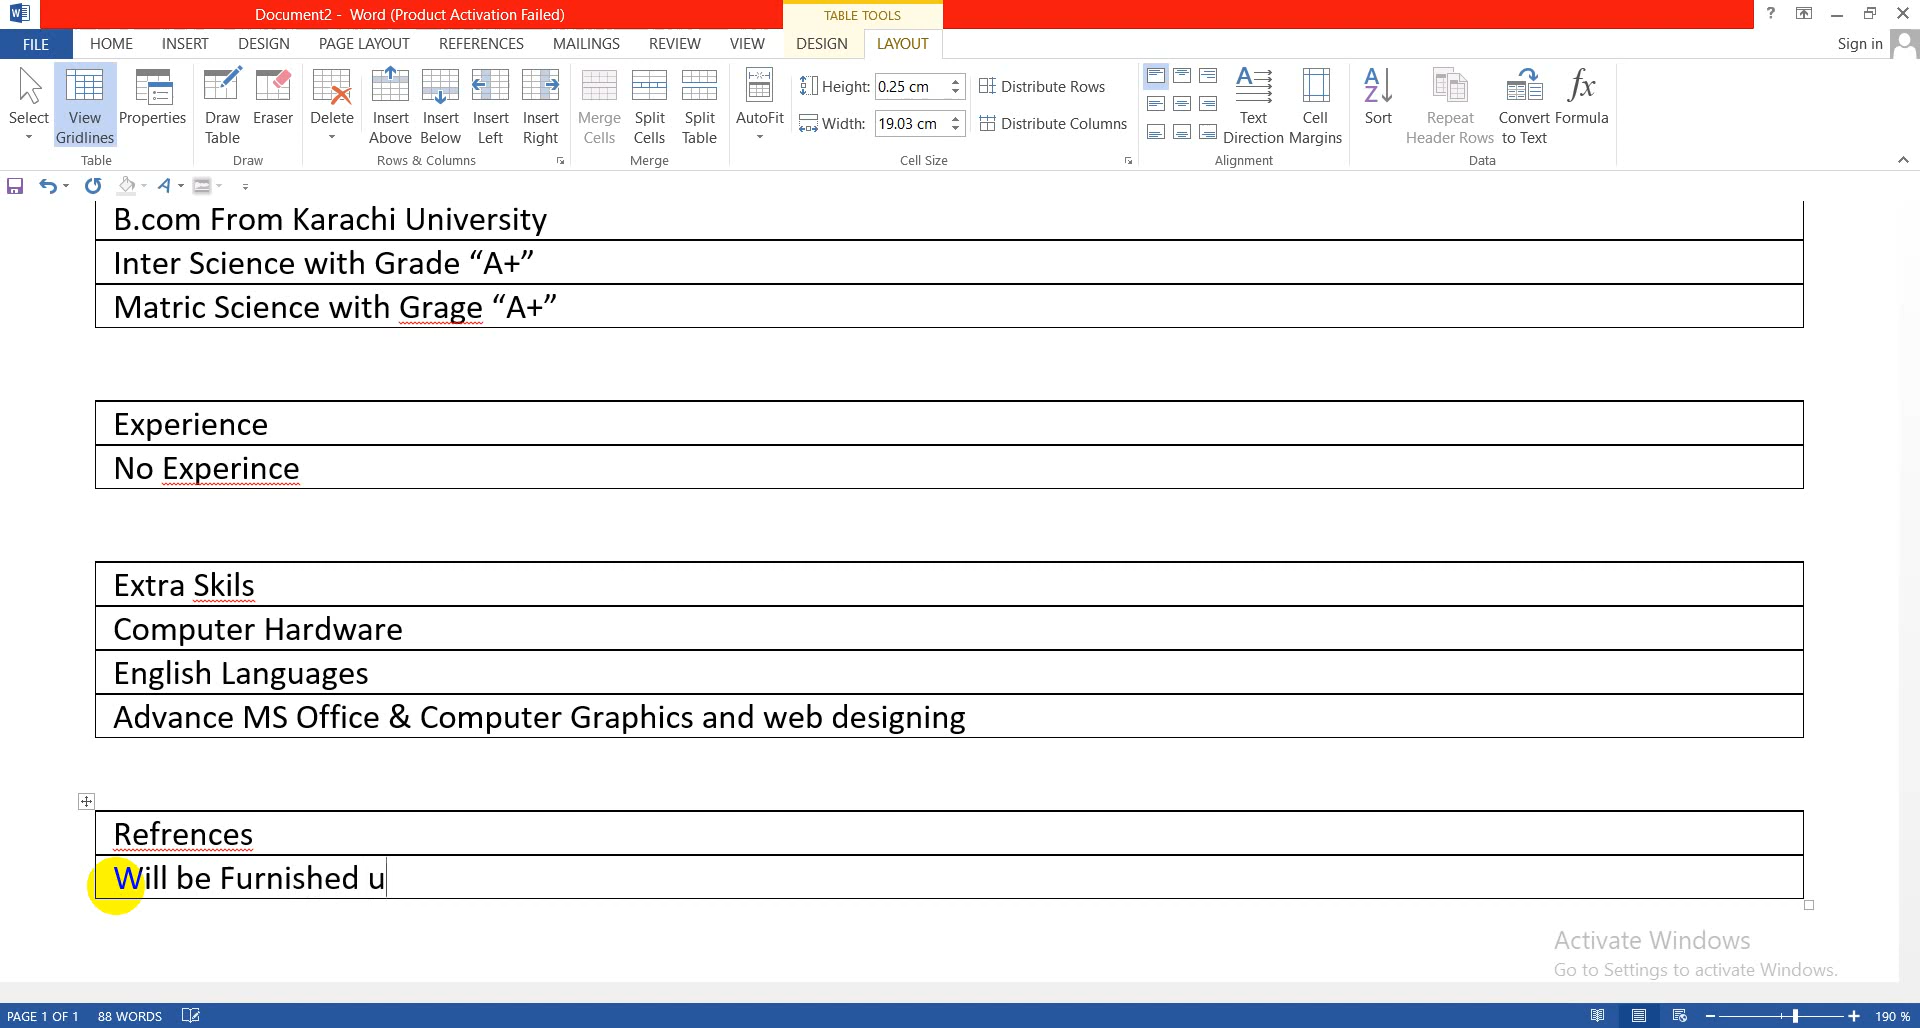 Document2 - Word (Product Activation Failed)
TABLE TOOLS
?
FILE
HOME
INSERT
DESIGN
PAGE LAYOUT
REFERENCES
MAILINGS
REVIEW
VIEW
DESIGN
LAYOUT
Sign in
Select
View Gridlines
Properties
Draw Table
Eraser
Delete
Insert Above
Insert Below
Insert Left
Insert Right
Merge Cells
Split Cells
Split Table
AutoFit
Height: 0.25 cm
Width: 19.03 cm
Distribute Rows
Distribute Columns
Text Direction
Cell Margins
Sort
Repeat Header Rows
Convert to Text
Formula
Table
Draw
Rows & Columns
Merge
Cell Size
Alignment
Data
B.com From Karachi University
Inter Science with Grade “A+”
Matric Science with Grage “A+”
Experience
No Experince
Extra Skils
Computer Hardware
English Languages
Advance MS Office & Computer Graphics and web designing
Refrences
Will be Furnished u
Activate Windows
Go to Settings to activate Windows.
PAGE 1 OF 1
88 WORDS
190 %